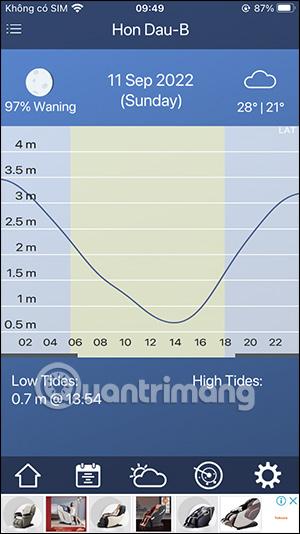 Không có SIM 09:49 87%
Hon Dau-B
11 Sep 2022
(Sunday)
97% Waning
28° | 21°
LAT
4 m
3.5 m
3 m
2.5 m
2 m
1.5 m
1 m
0.5 m
02 04 06 08 10 12 14 16 18 20 22
Low Tides: High Tides:
0.7 m @ 13:54
Quantrimang